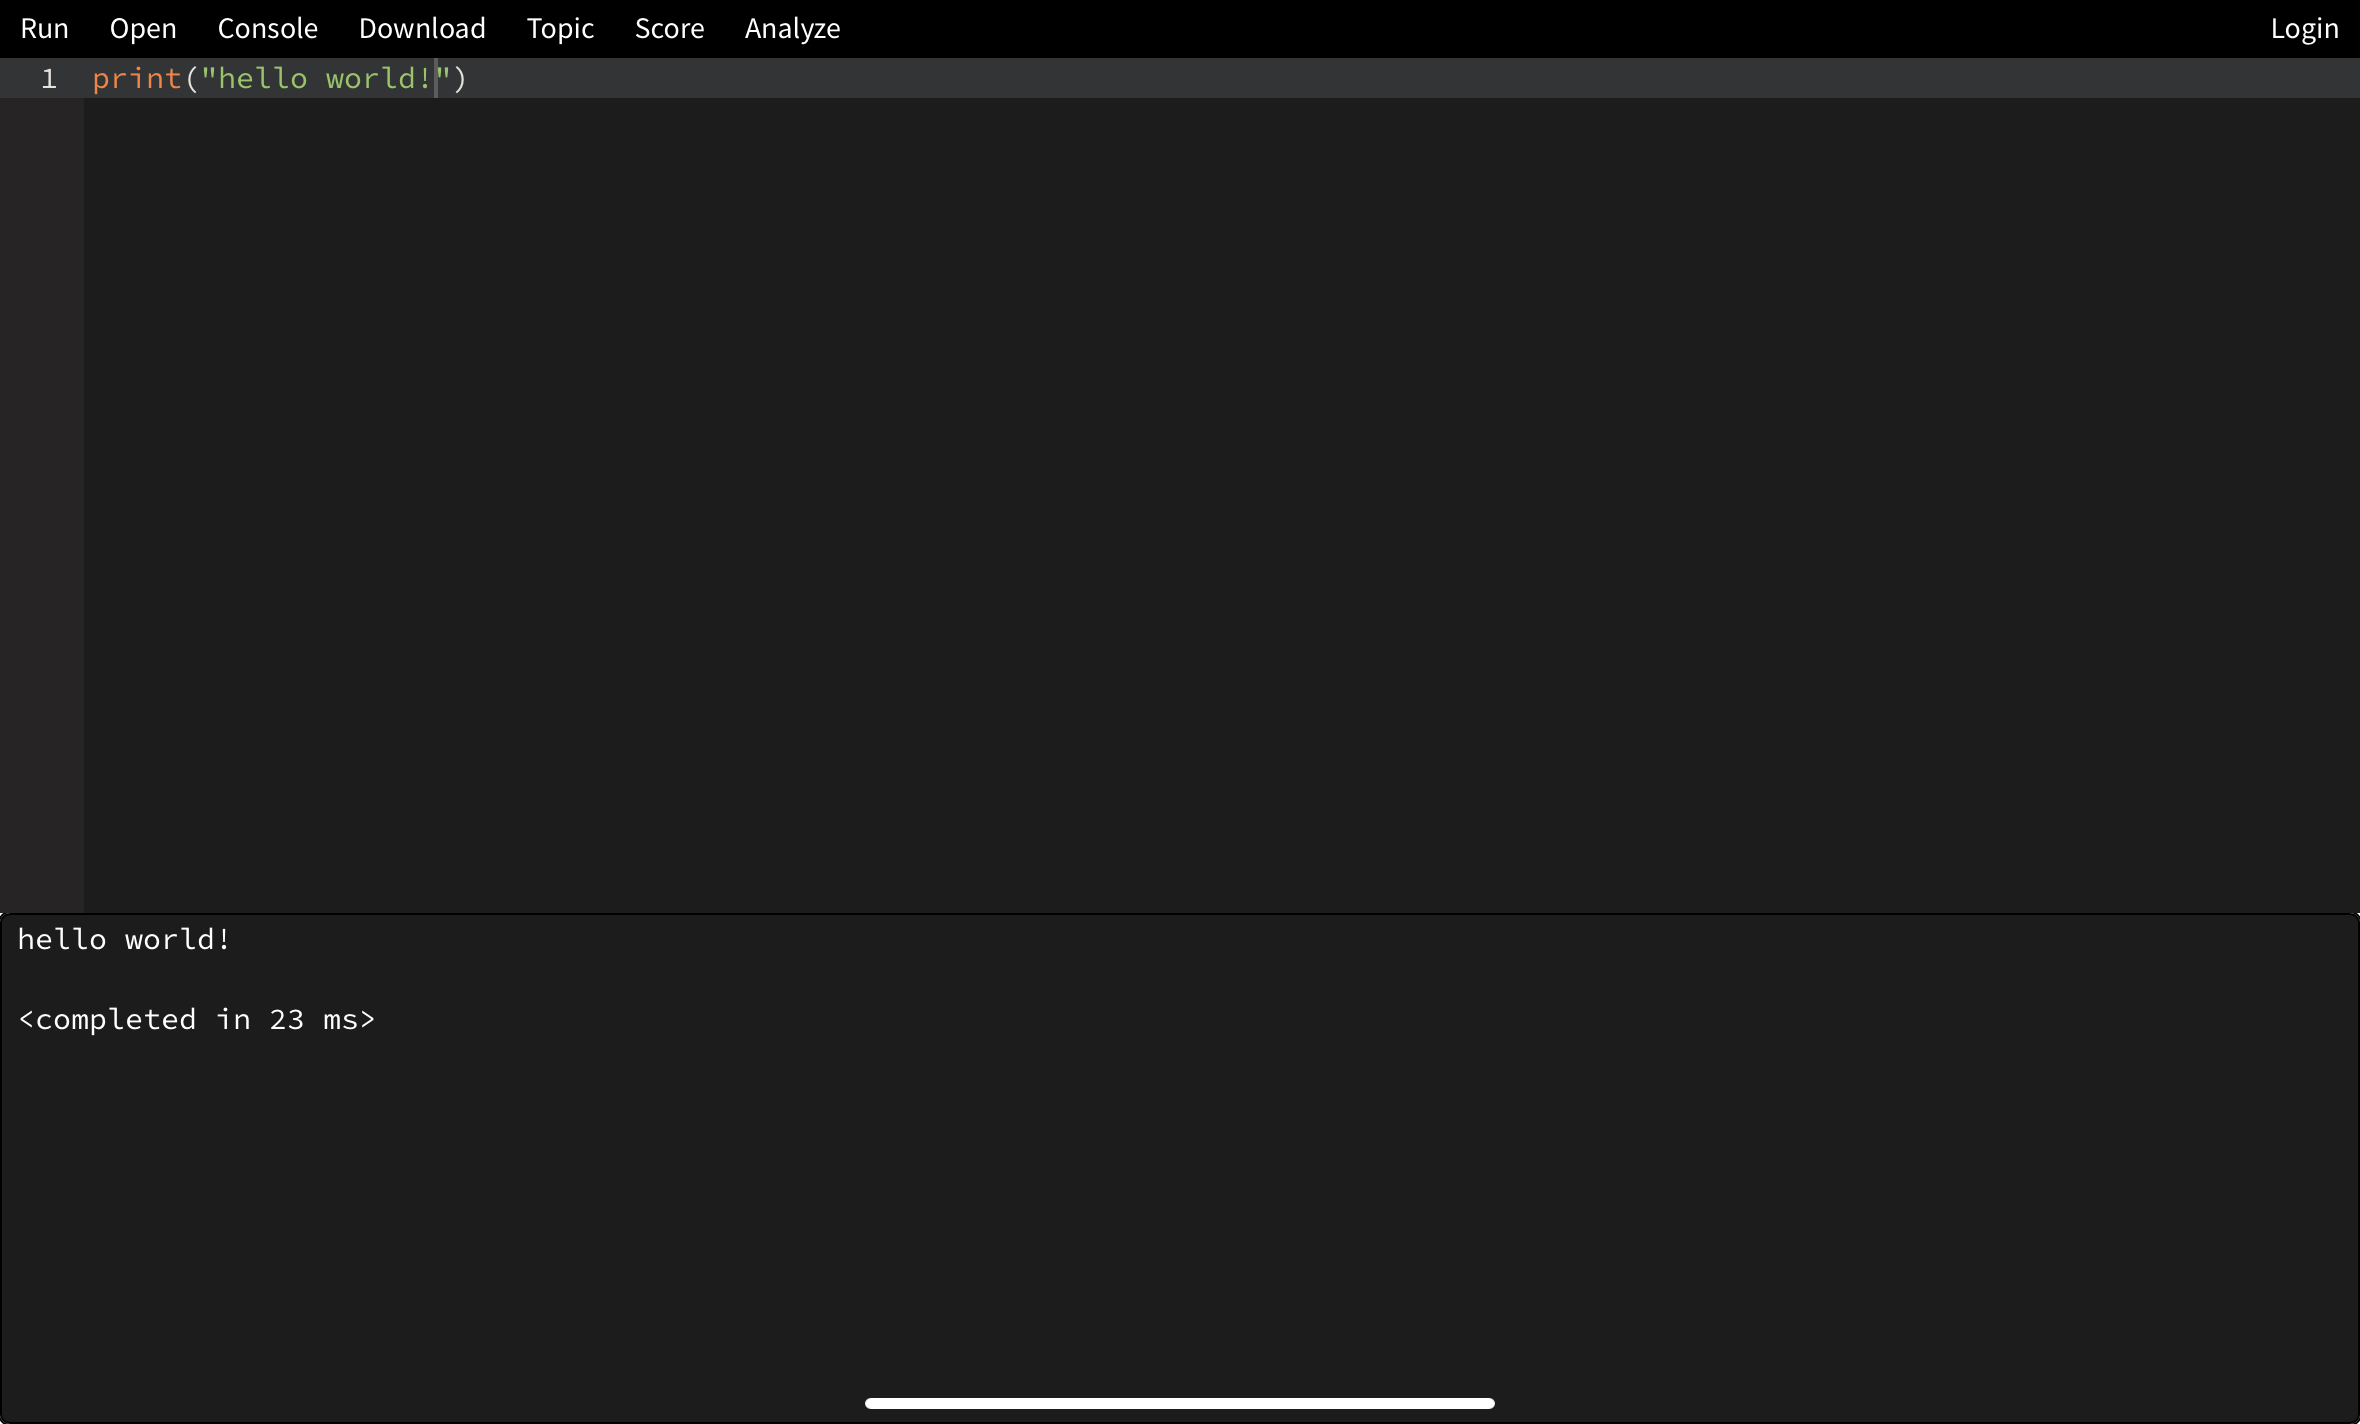 Run Open Console Download Topic Score Analyze Login
1 print("hello world!")
hello world!
<completed in 23 ms>